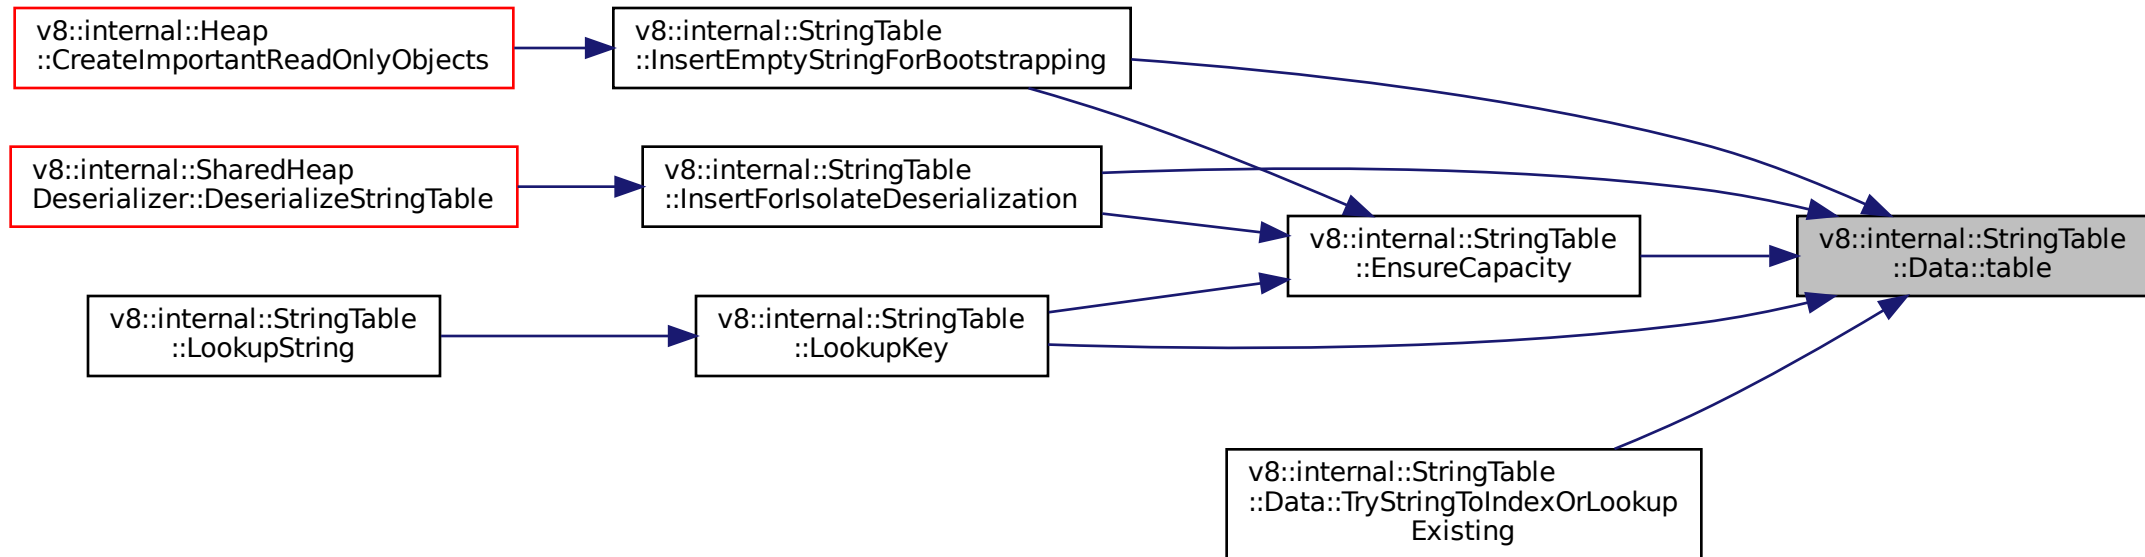 v8::internal::Heap
::CreateImportantReadOnlyObjects
v8::internal::StringTable
::InsertEmptyStringForBootstrapping
v8::internal::SharedHeap
Deserializer::DeserializeStringTable
v8::internal::StringTable
::InsertForIsolateDeserialization
v8::internal::StringTable
::EnsureCapacity
v8::internal::StringTable
::Data::table
v8::internal::StringTable
::LookupString
v8::internal::StringTable
::LookupKey
v8::internal::StringTable
::Data::TryStringToIndexOrLookup
Existing